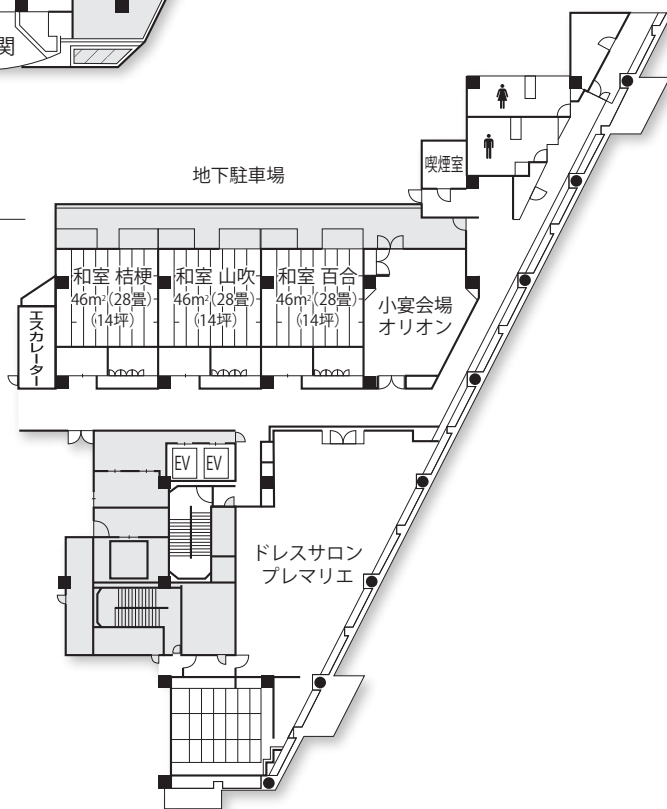 関
地下駐車場
喫煙室
和室 桔梗
46m²(28畳)
(14坪)
和室 山吹
46m²(28畳)
(14坪)
和室 百合
46m²(28畳)
(14坪)
小宴会場
オリオン
エスカレーター
EV
EV
ドレスサロン
プレマリエ